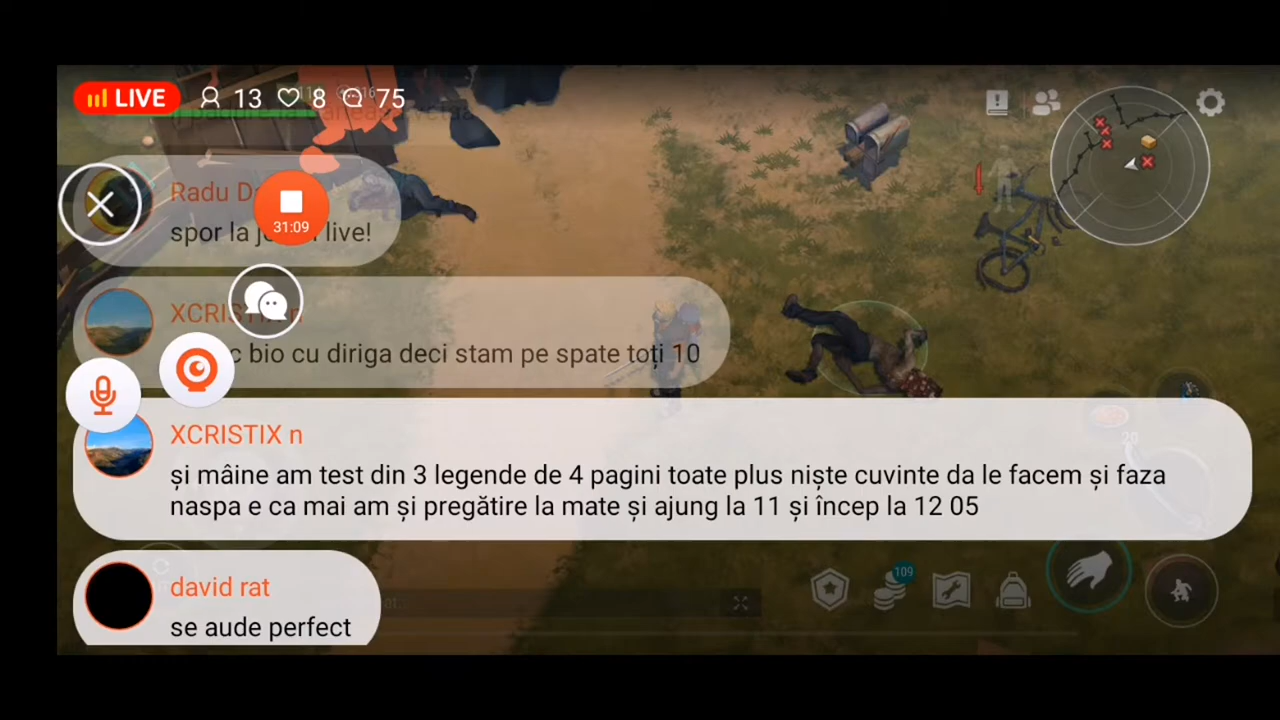 LIVE 13 8 75
Radu
31:09
spor la live!
XCRISTIX n
bio cu diriga deci stam pe spate toți 10
XCRISTIX n
și mâine am test din 3 legende de 4 pagini toate plus niște cuvinte da le facem și faza
naspa e ca mai am și pregătire la mate și ajung la 11 și încep la 12 05
20
david rat
109
se aude perfect